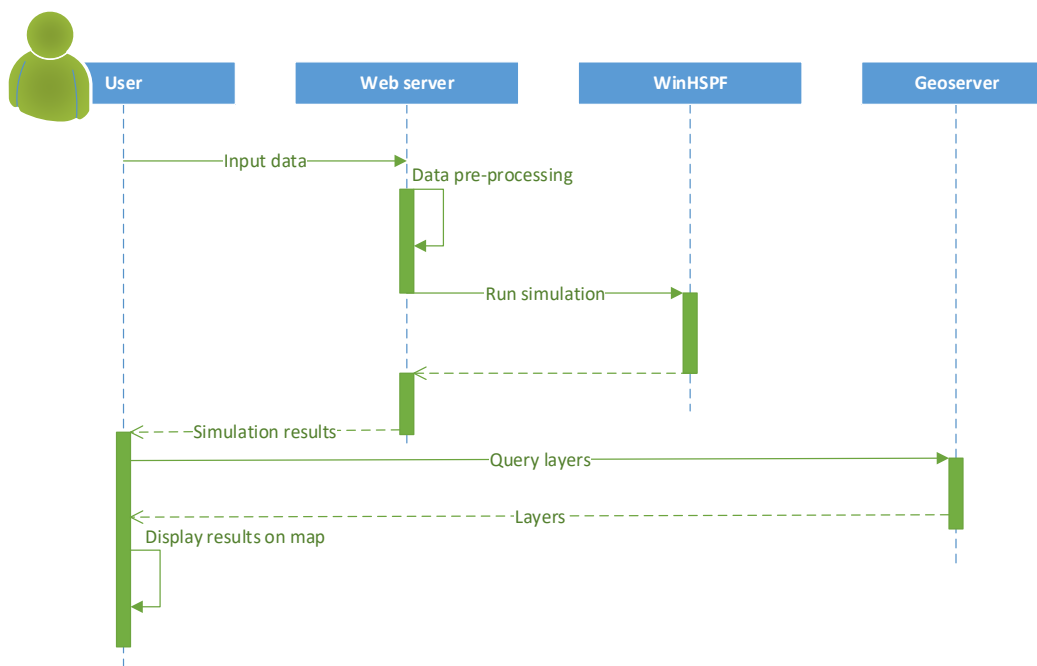 User
Web server
WinHSPF
Geoserver
Input data
Data pre-processing
Run simulation
Simulation results
Query layers
Layers
Display results on map